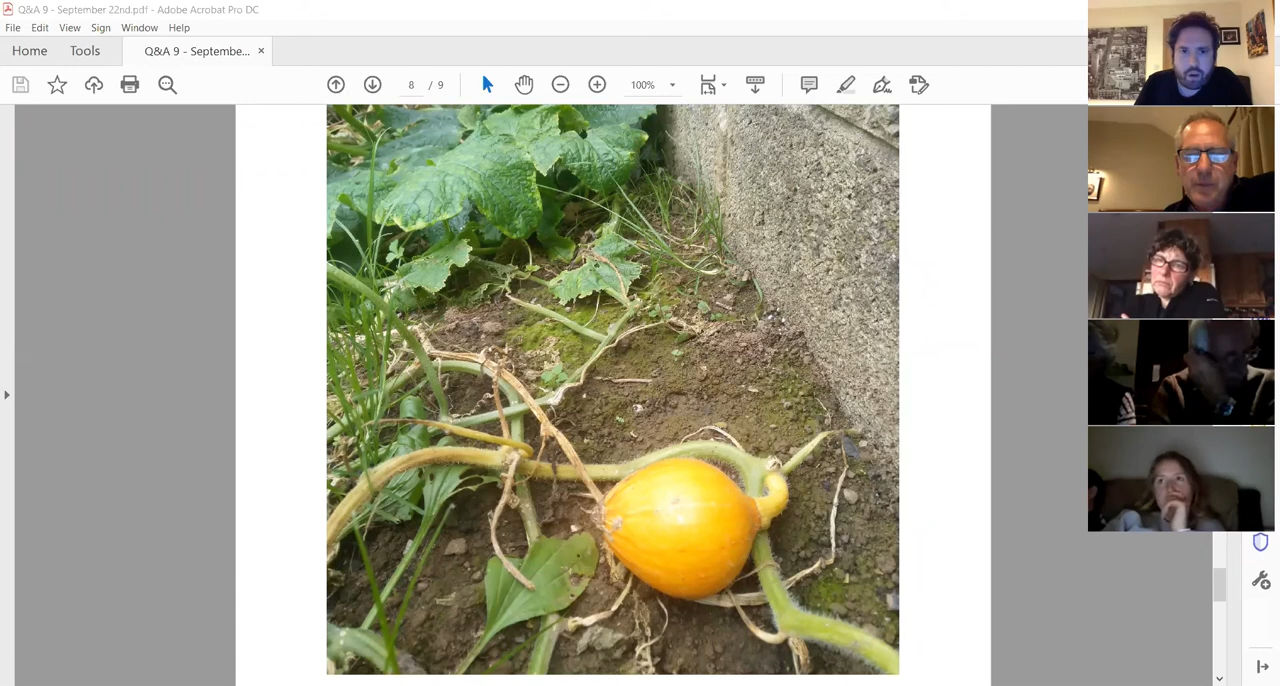 Q&A 9 - September 22nd.pdf - Adobe Acrobat Pro DC
File Edit View Sign Window Help
Home Tools Q&A 9 - Septembe... ×
8 / 9 100%